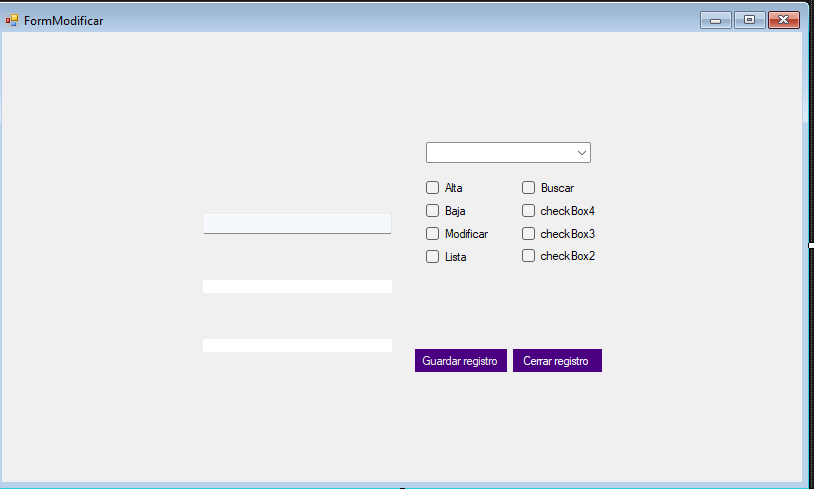 FormModificar
Alta
Buscar
Baja
checkBox4
Modificar
checkBox3
Lista
checkBox2
Guardar registro
Cerrar registro